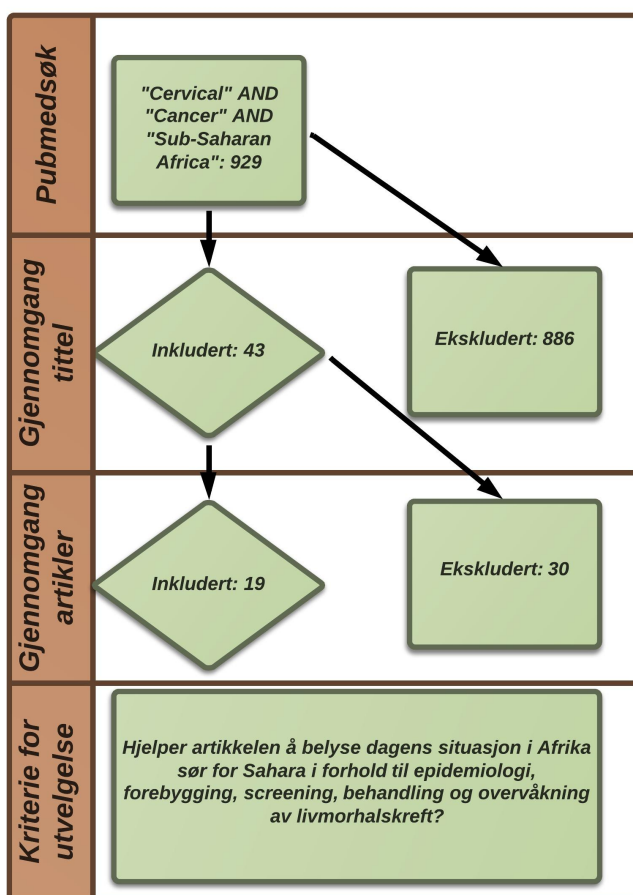 Pubmedsøk
"Cervical" AND
"Cancer" AND
"Sub-Saharan
Africa": 929
Gjennomgang
tittel
Inkludert: 43
Ekskludert: 886
Gjennomgang
artikler
Inkludert: 19
Ekskludert: 30
Kriterie for
utvelgelse
Hjelper artikkelen å belyse dagens situasjon i Afrika
sør for Sahara i forhold til epidemiologi,
forebygging, screening, behandling og overvåkning
av livmorhalskreft?